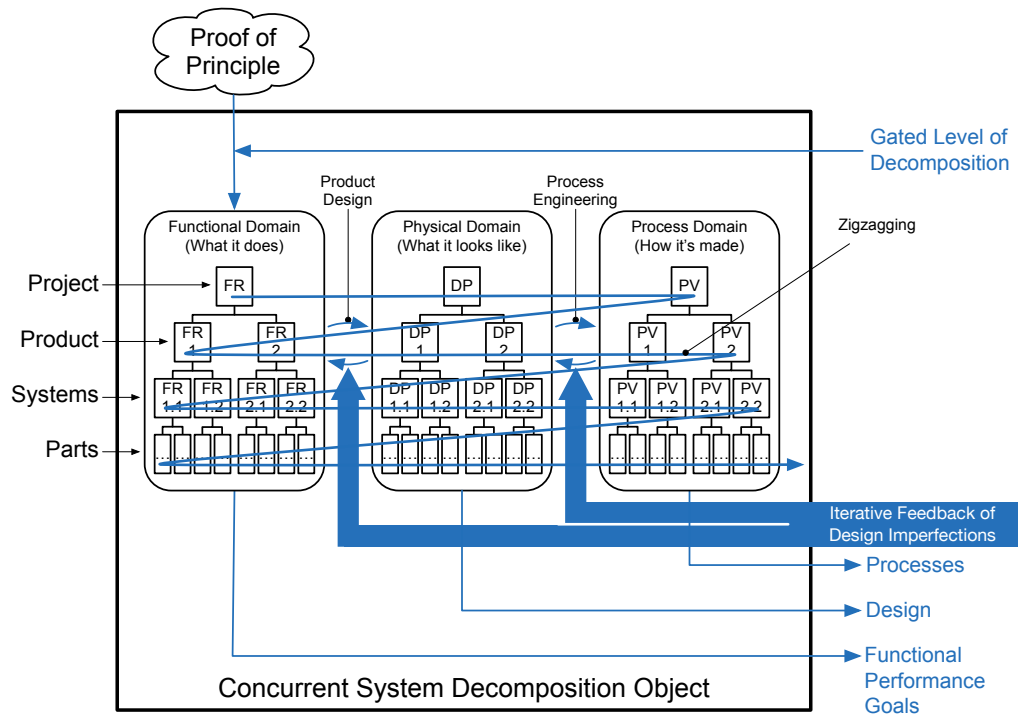 Proof of
Principle
Gated Level of
Decomposition
Product
Design
Process
Engineering
Zigzagging
Functional Domain
(What it does)
Physical Domain
(What it looks like)
Process Domain
(How it's made)
Project
FR
DP
PV
Product
FR
1
FR
2
DP
1
DP
2
PV
1
PV
2
Systems
FR
1.1
FR
1.2
FR
2.1
FR
2.2
DP
1.1
DP
1.2
DP
2.1
DP
2.2
PV
1.1
PV
1.2
PV
2.1
PV
2.2
Parts
Iterative Feedback of
Design Imperfections
Processes
Design
Functional
Performance
Goals
Concurrent System Decomposition Object